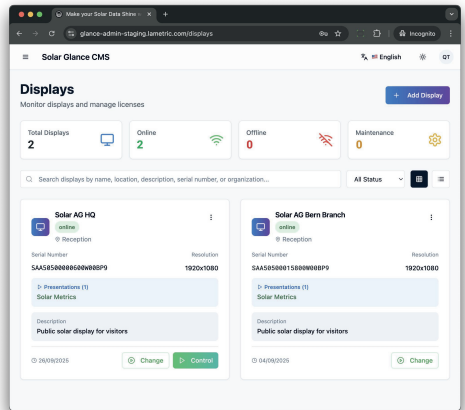 Make your Solar Data Shine
glance-admin-staging.lametric.com/displays
Incognito
Solar Glance CMS
English
QT
Displays
Monitor displays and manage licenses
+ Add Display
Total Displays
2
Online
2
Offline
0
Maintenance
0
Search displays by name, location, description, serial number, or organization...
All Status
Solar AG HQ
online
Reception
Serial Number Resolution
SAA50500000600W00BP9 1920x1080
Presentations (1)
Solar Metrics
Description
Public solar display for visitors
26/09/2025
Change
Control
Solar AG Bern Branch
online
Reception
Serial Number Resolution
SAA50500015800W00BP9 1920x1080
Presentations (1)
Solar Metrics
Description
Public solar display for visitors
04/09/2025
Change